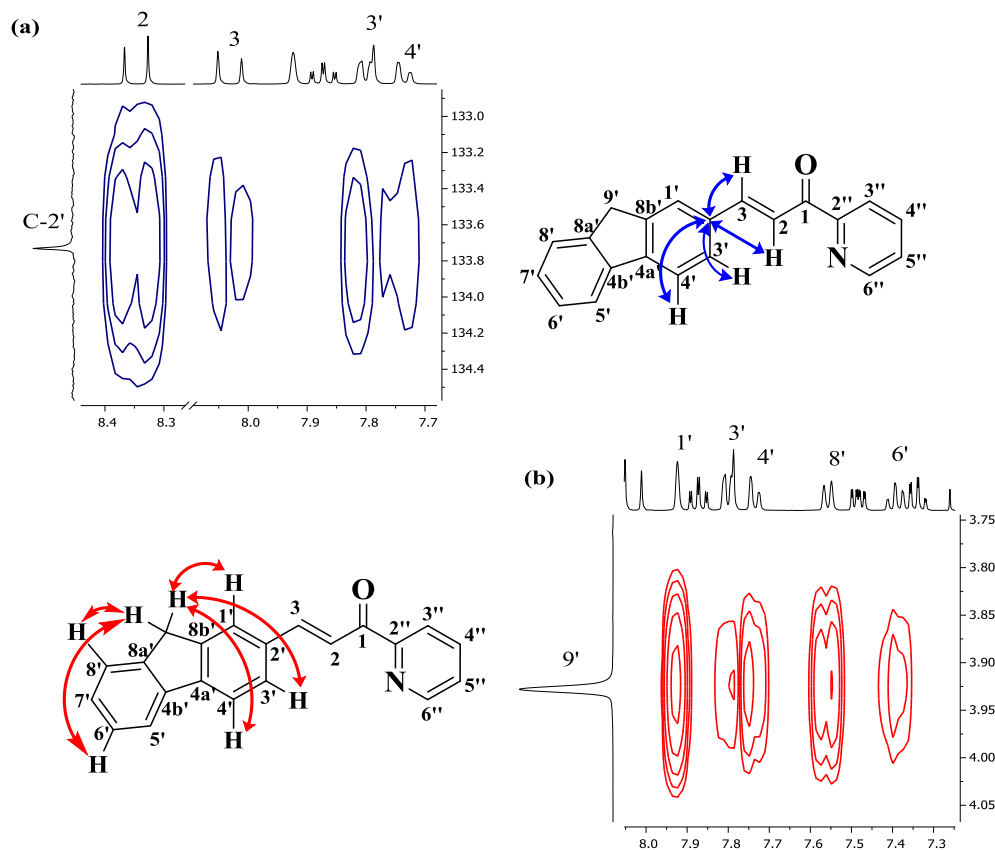 (a)
2
3
3'
4'
C-2'
133.0
133.2
133.4
133.6
133.8
134.0
134.2
134.4
8.4
8.3
8.0
7.9
7.8
7.7
H
O
9'
1'
8b'
3
1
2''
3''
4''
8'
8a'
2
N
5''
7'
4a'
3'
H
6''
4b'
4'
H
6'
5'
H
(b)
1'
3'
4'
8'
6'
9'
3.75
3.80
3.85
3.90
3.95
4.00
4.05
8.0
7.9
7.8
7.7
7.6
7.5
7.4
7.3
H
H
H
O
1'
3
3''
H
8b'
1
2''
4''
8a'
2'
2
8'
N
5''
7'
4a'
3'
H
6''
4b'
4'
6'
5'
H
H